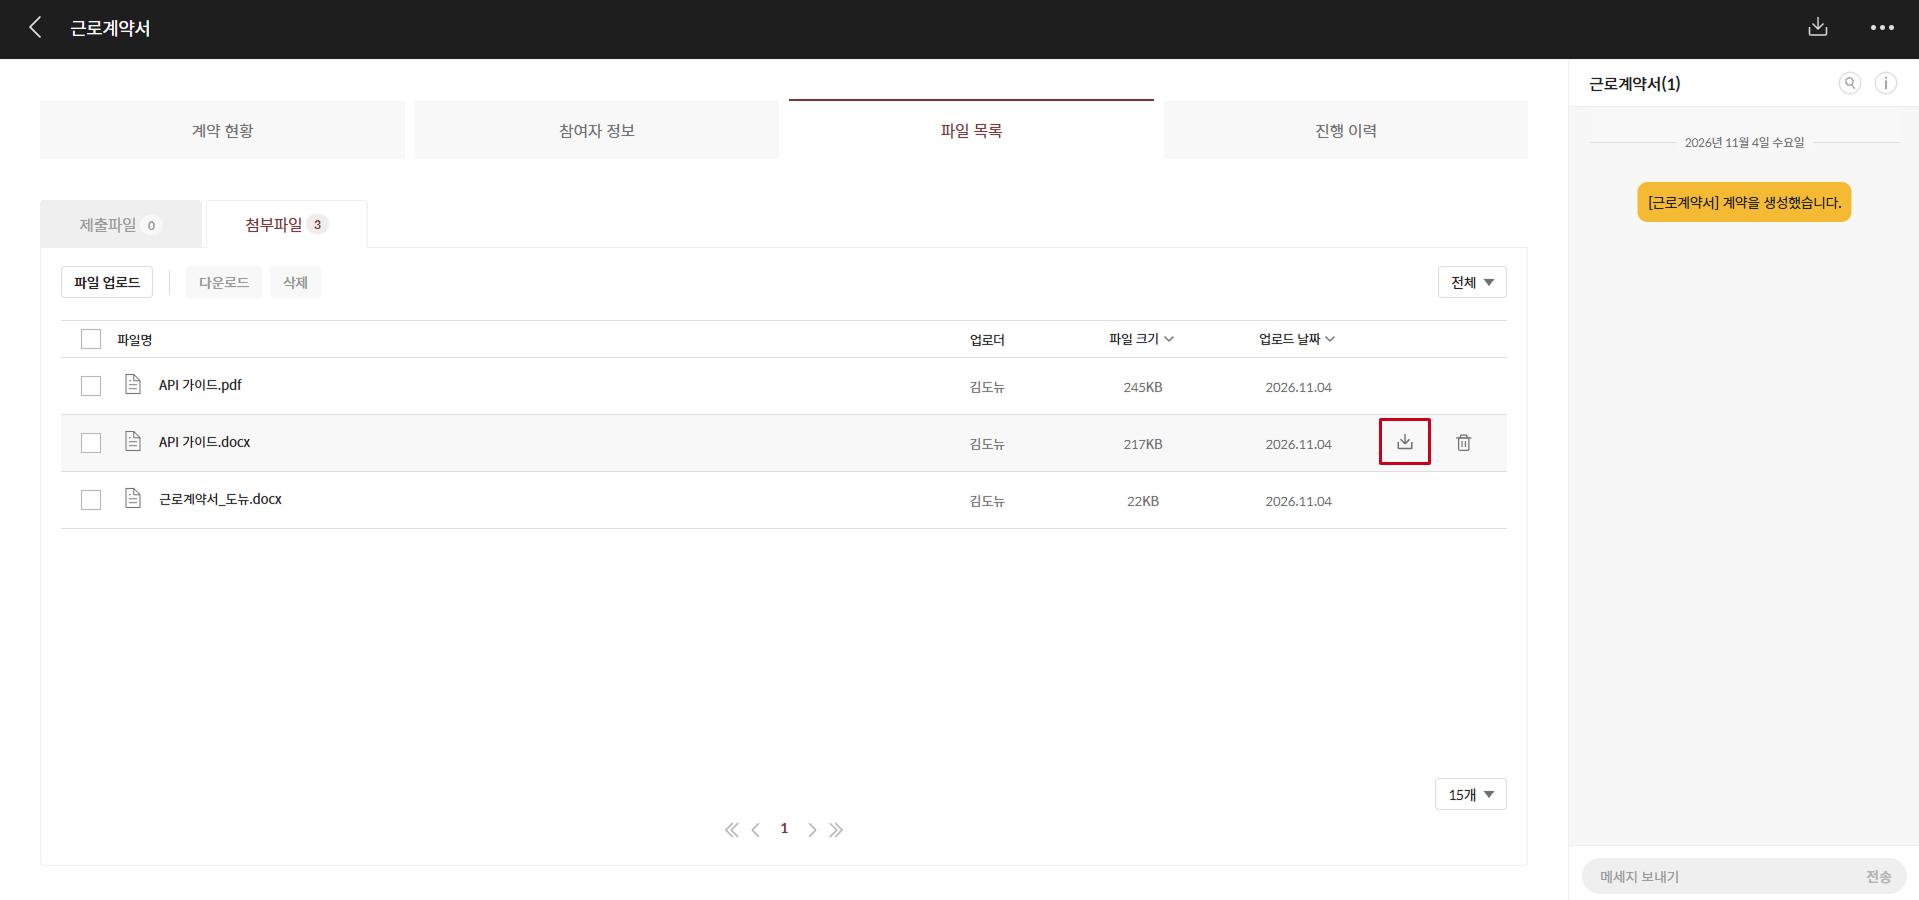 근로계약서
계약 현황
참여자 정보
파일 목록
진행 이력
제출파일 0
첨부파일 3
파일 업로드
다운로드
삭제
전체
파일명 업로더 파일 크기 업로드 날짜
API 가이드.pdf 김도뉴 245KB 2026.11.04
API 가이드.docx 김도뉴 217KB 2026.11.04
근로계약서_도뉴.docx 김도뉴 22KB 2026.11.04
15개
1
근로계약서(1)
2026년 11월 4일 수요일
[근로계약서] 계약을 생성했습니다.
메세지 보내기 전송